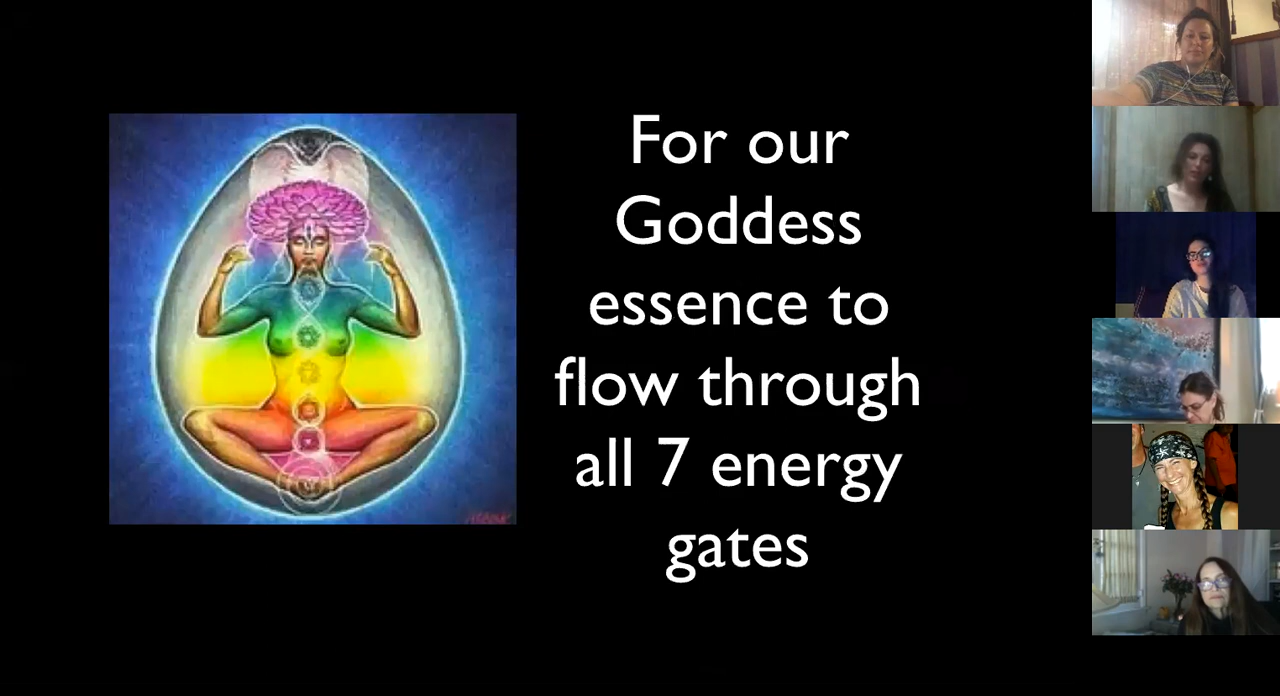 For our
Goddess
essence to
flow through
all 7 energy
gates